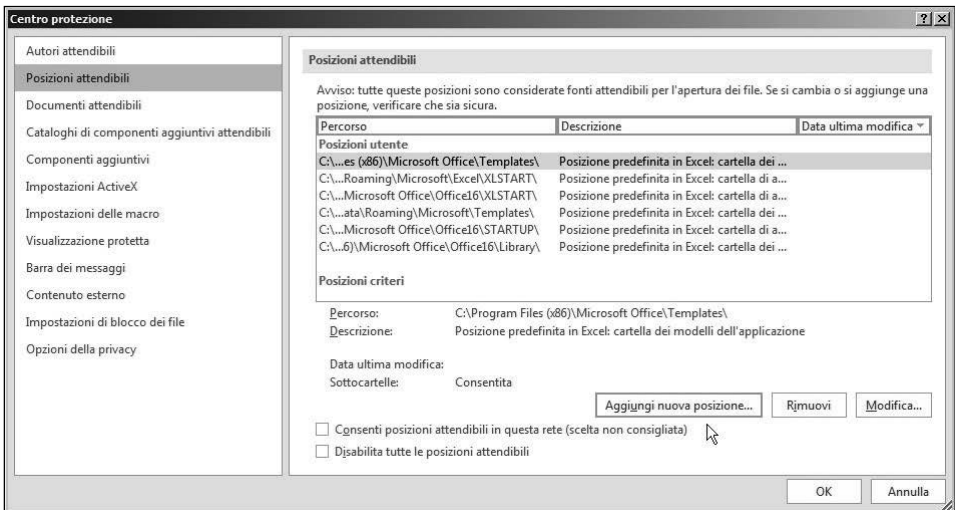 Centro protezione
Autori attendibili
Posizioni attendibili
Documenti attendibili
Cataloghi di componenti aggiuntivi attendibili
Componenti aggiuntivi
Impostazioni ActiveX
Impostazioni delle macro
Visualizzazione protetta
Barra dei messaggi
Contenuto esterno
Impostazioni di blocco dei file
Opzioni della privacy
Posizioni attendibili
Avviso: tutte queste posizioni sono considerate fonti attendibili per l'apertura dei file. Se si cambia o si aggiunge una
posizione, verificare che sia sicura.
Percorso Descrizione Data ultima modifica
Posizioni utente
C:\...es (x86)\Microsoft Office\Templates\ Posizione predefinita in Excel: cartella dei ...
C:\...Roaming\Microsoft\Excel\XLSTART\ Posizione predefinita in Excel: cartella di a...
C:\...Microsoft Office\Office16\XLSTART\ Posizione predefinita in Excel: cartella di a...
C:\...ata\Roaming\Microsoft\Templates\ Posizione predefinita in Excel: cartella dei ...
C:\...Microsoft Office\Office16\STARTUP\ Posizione predefinita in Excel: cartella di a...
C:\...6)\Microsoft Office\Office16\Library\ Posizione predefinita in Excel: cartella dei ...
Posizioni criteri
Percorso: C:\Program Files (x86)\Microsoft Office\Templates\
Descrizione: Posizione predefinita in Excel: cartella dei modelli dell'applicazione
Data ultima modifica:
Sottocartelle: Consentita
Aggiungi nuova posizione... Rimuovi Modifica...
Consenti posizioni attendibili in questa rete (scelta non consigliata)
Disabilita tutte le posizioni attendibili
OK Annulla